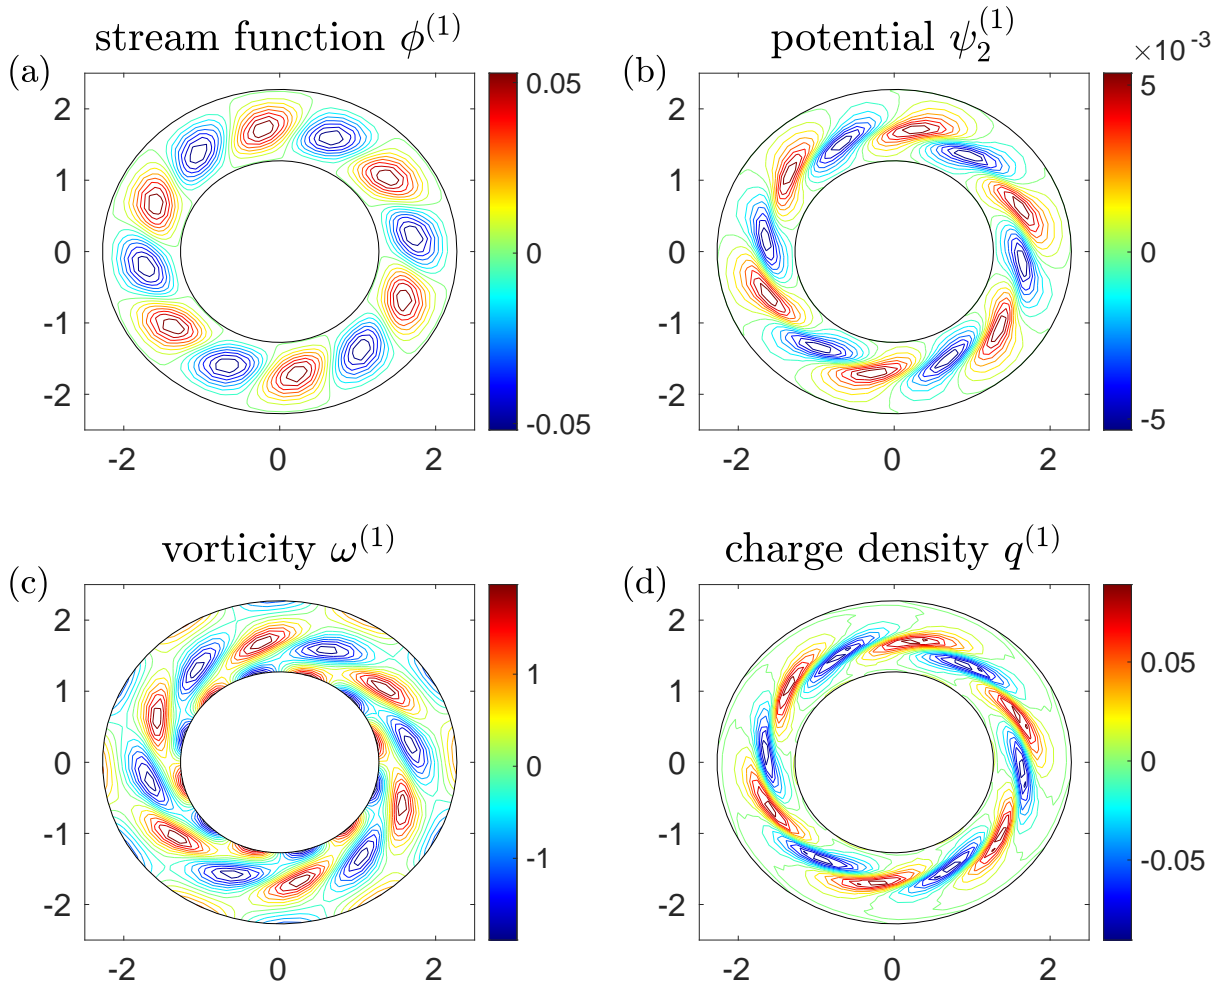 stream function ϕ(1)
(a)
0.05
0
-0.05
2
1
0
-1
-2
-2 0 2
potential ψ2(1)
(b)
×10-3
5
0
-5
2
1
0
-1
-2
-2 0 2
vorticity ω(1)
(c)
1
0
-1
2
1
0
-1
-2
-2 0 2
charge density q(1)
(d)
0.05
0
-0.05
2
1
0
-1
-2
-2 0 2